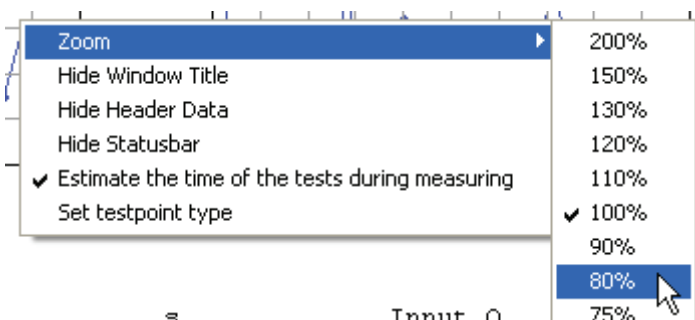 Zoom
Hide Window Title
Hide Header Data
Hide Statusbar
Estimate the time of the tests during measuring
Set testpoint type
200%
150%
130%
120%
110%
100%
90%
80%
75%
s
Input Q